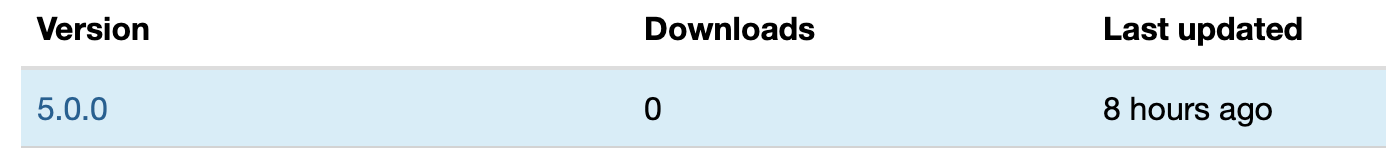 Version Downloads Last updated
5.0.0 0 8 hours ago